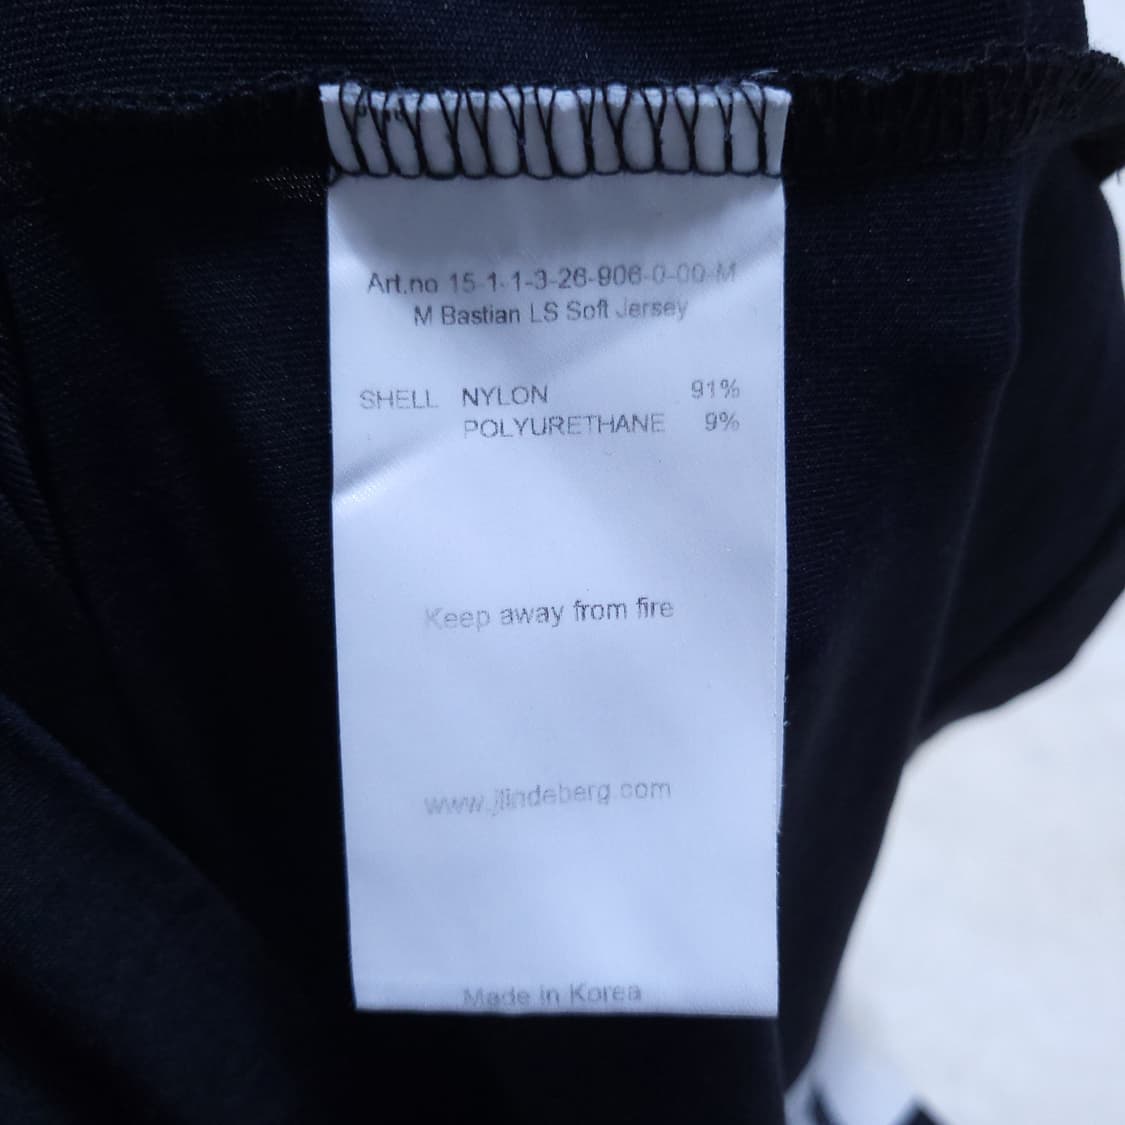 Art.no 15-1-1-3-26-906-0-00-M
M Bastian LS Soft Jersey
SHELL NYLON 91%
POLYURETHANE 9%
Keep away from fire
www.jlindeberg.com
Made in Korea